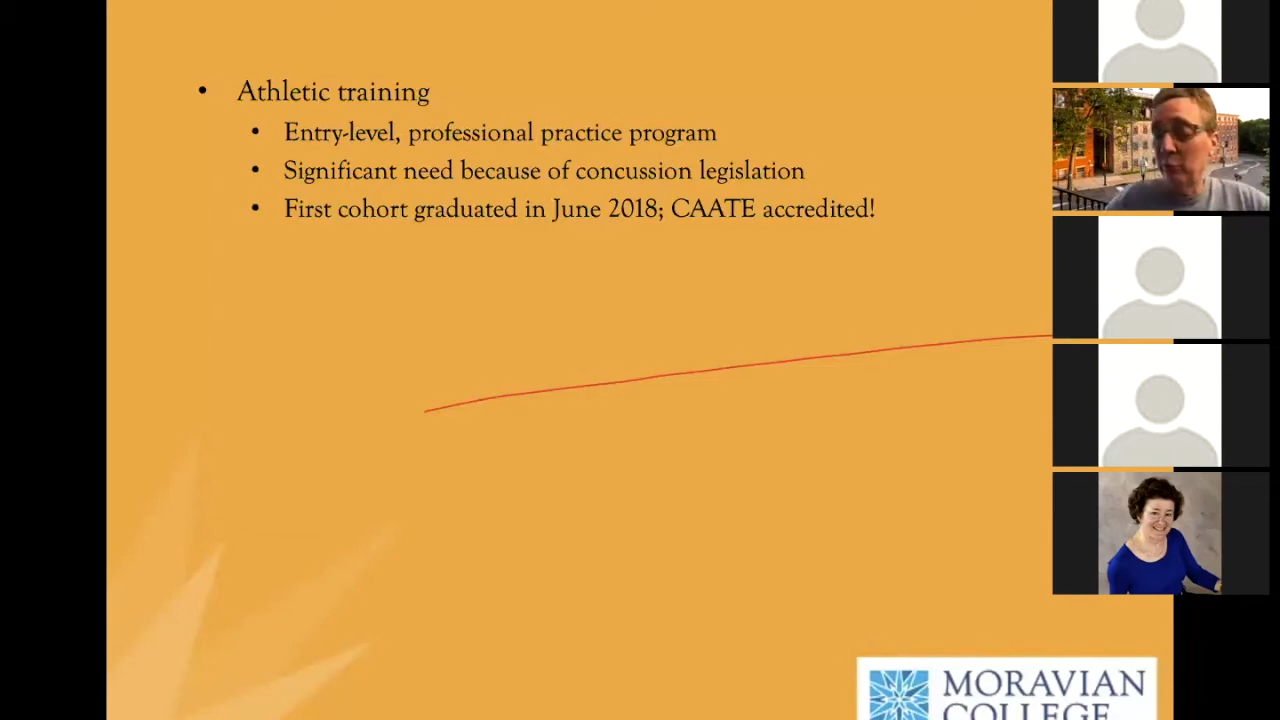 • Athletic training
• Entry-level, professional practice program
• Significant need because of concussion legislation
• First cohort graduated in June 2018; CAATE accredited!
MORAVIAN
COLLEGE